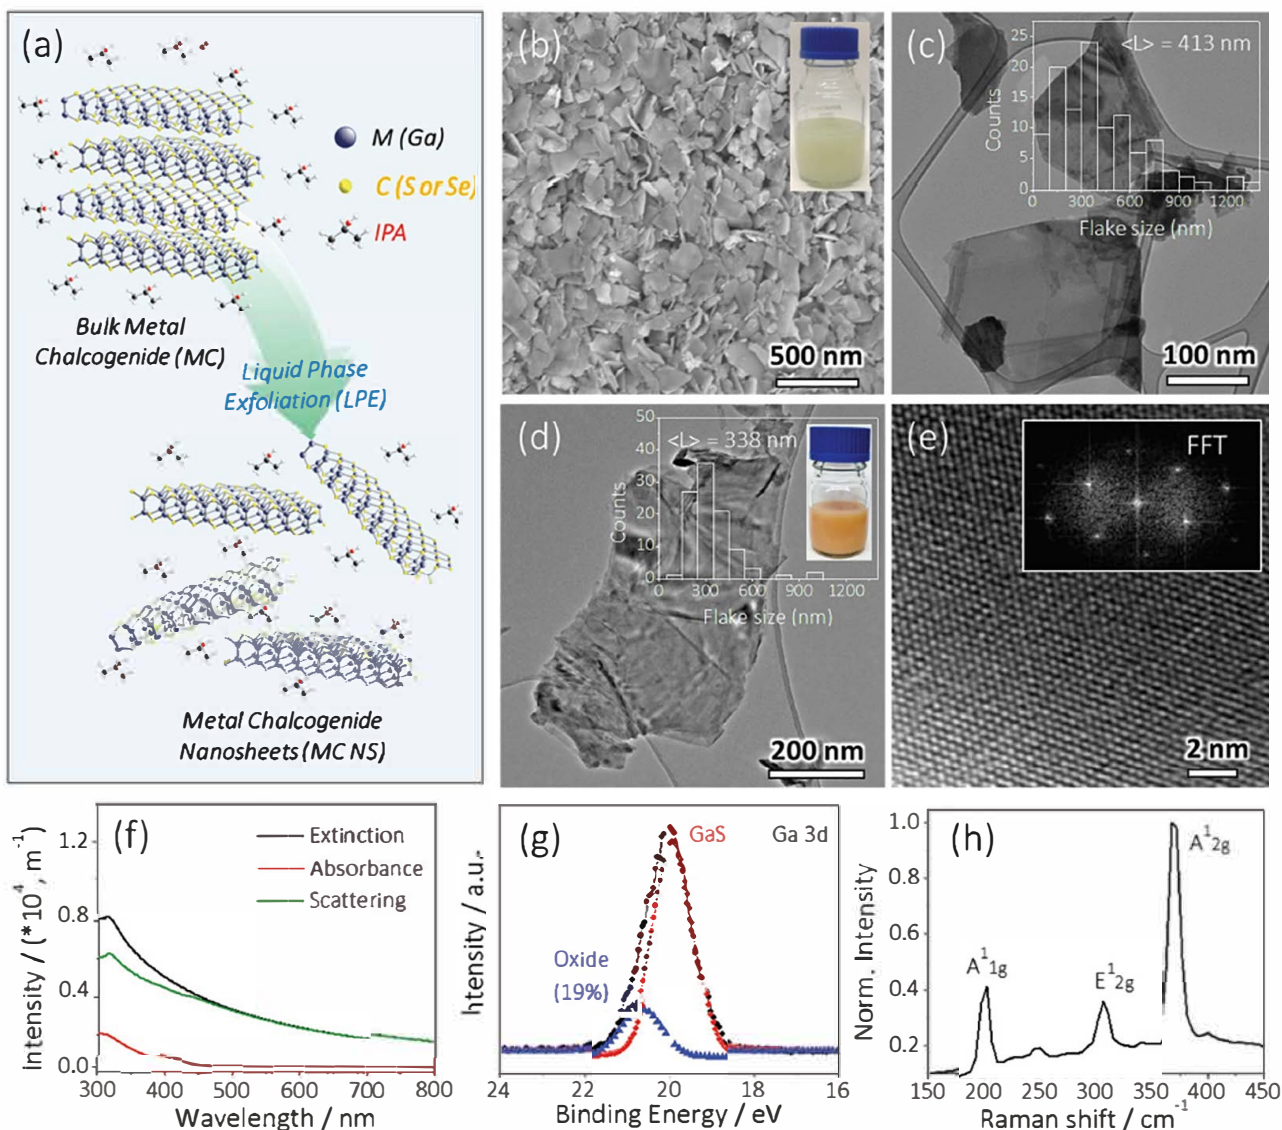 (a)
M (Ga)
C (S or Se)
IPA
Bulk Metal
Chalcogenide (MC)
Liquid Phase
Exfoliation (LPE)
Metal Chalcogenide
Nanosheets (MC NS)
(b)
500 nm
(c)
<L> = 413 nm
25
20
15
10
5
0
Counts
0 300 600 900 1200
Flake size (nm)
100 nm
(d)
<L> = 338 nm
50
40
30
20
10
0
Counts
0 300 600 900 1200
Flake size (nm)
200 nm
(e)
FFT
2 nm
(f)
Extinction
Absorbance
Scattering
1.2
0.8
0.4
0.0
Intensity / (*10⁴, m⁻¹)
300 400 500 600 700 800
Wavelength / nm
(g)
GaS
Ga 3d
Oxide
(19%)
Intensity / a.u.
24 22 20 18 16
Binding Energy / eV
(h)
A¹1g
E¹2g
A¹2g
1.0
0.8
0.6
0.4
0.2
Norm. Intensity
150 200 250 300 350 400 450
Raman shift / cm⁻¹